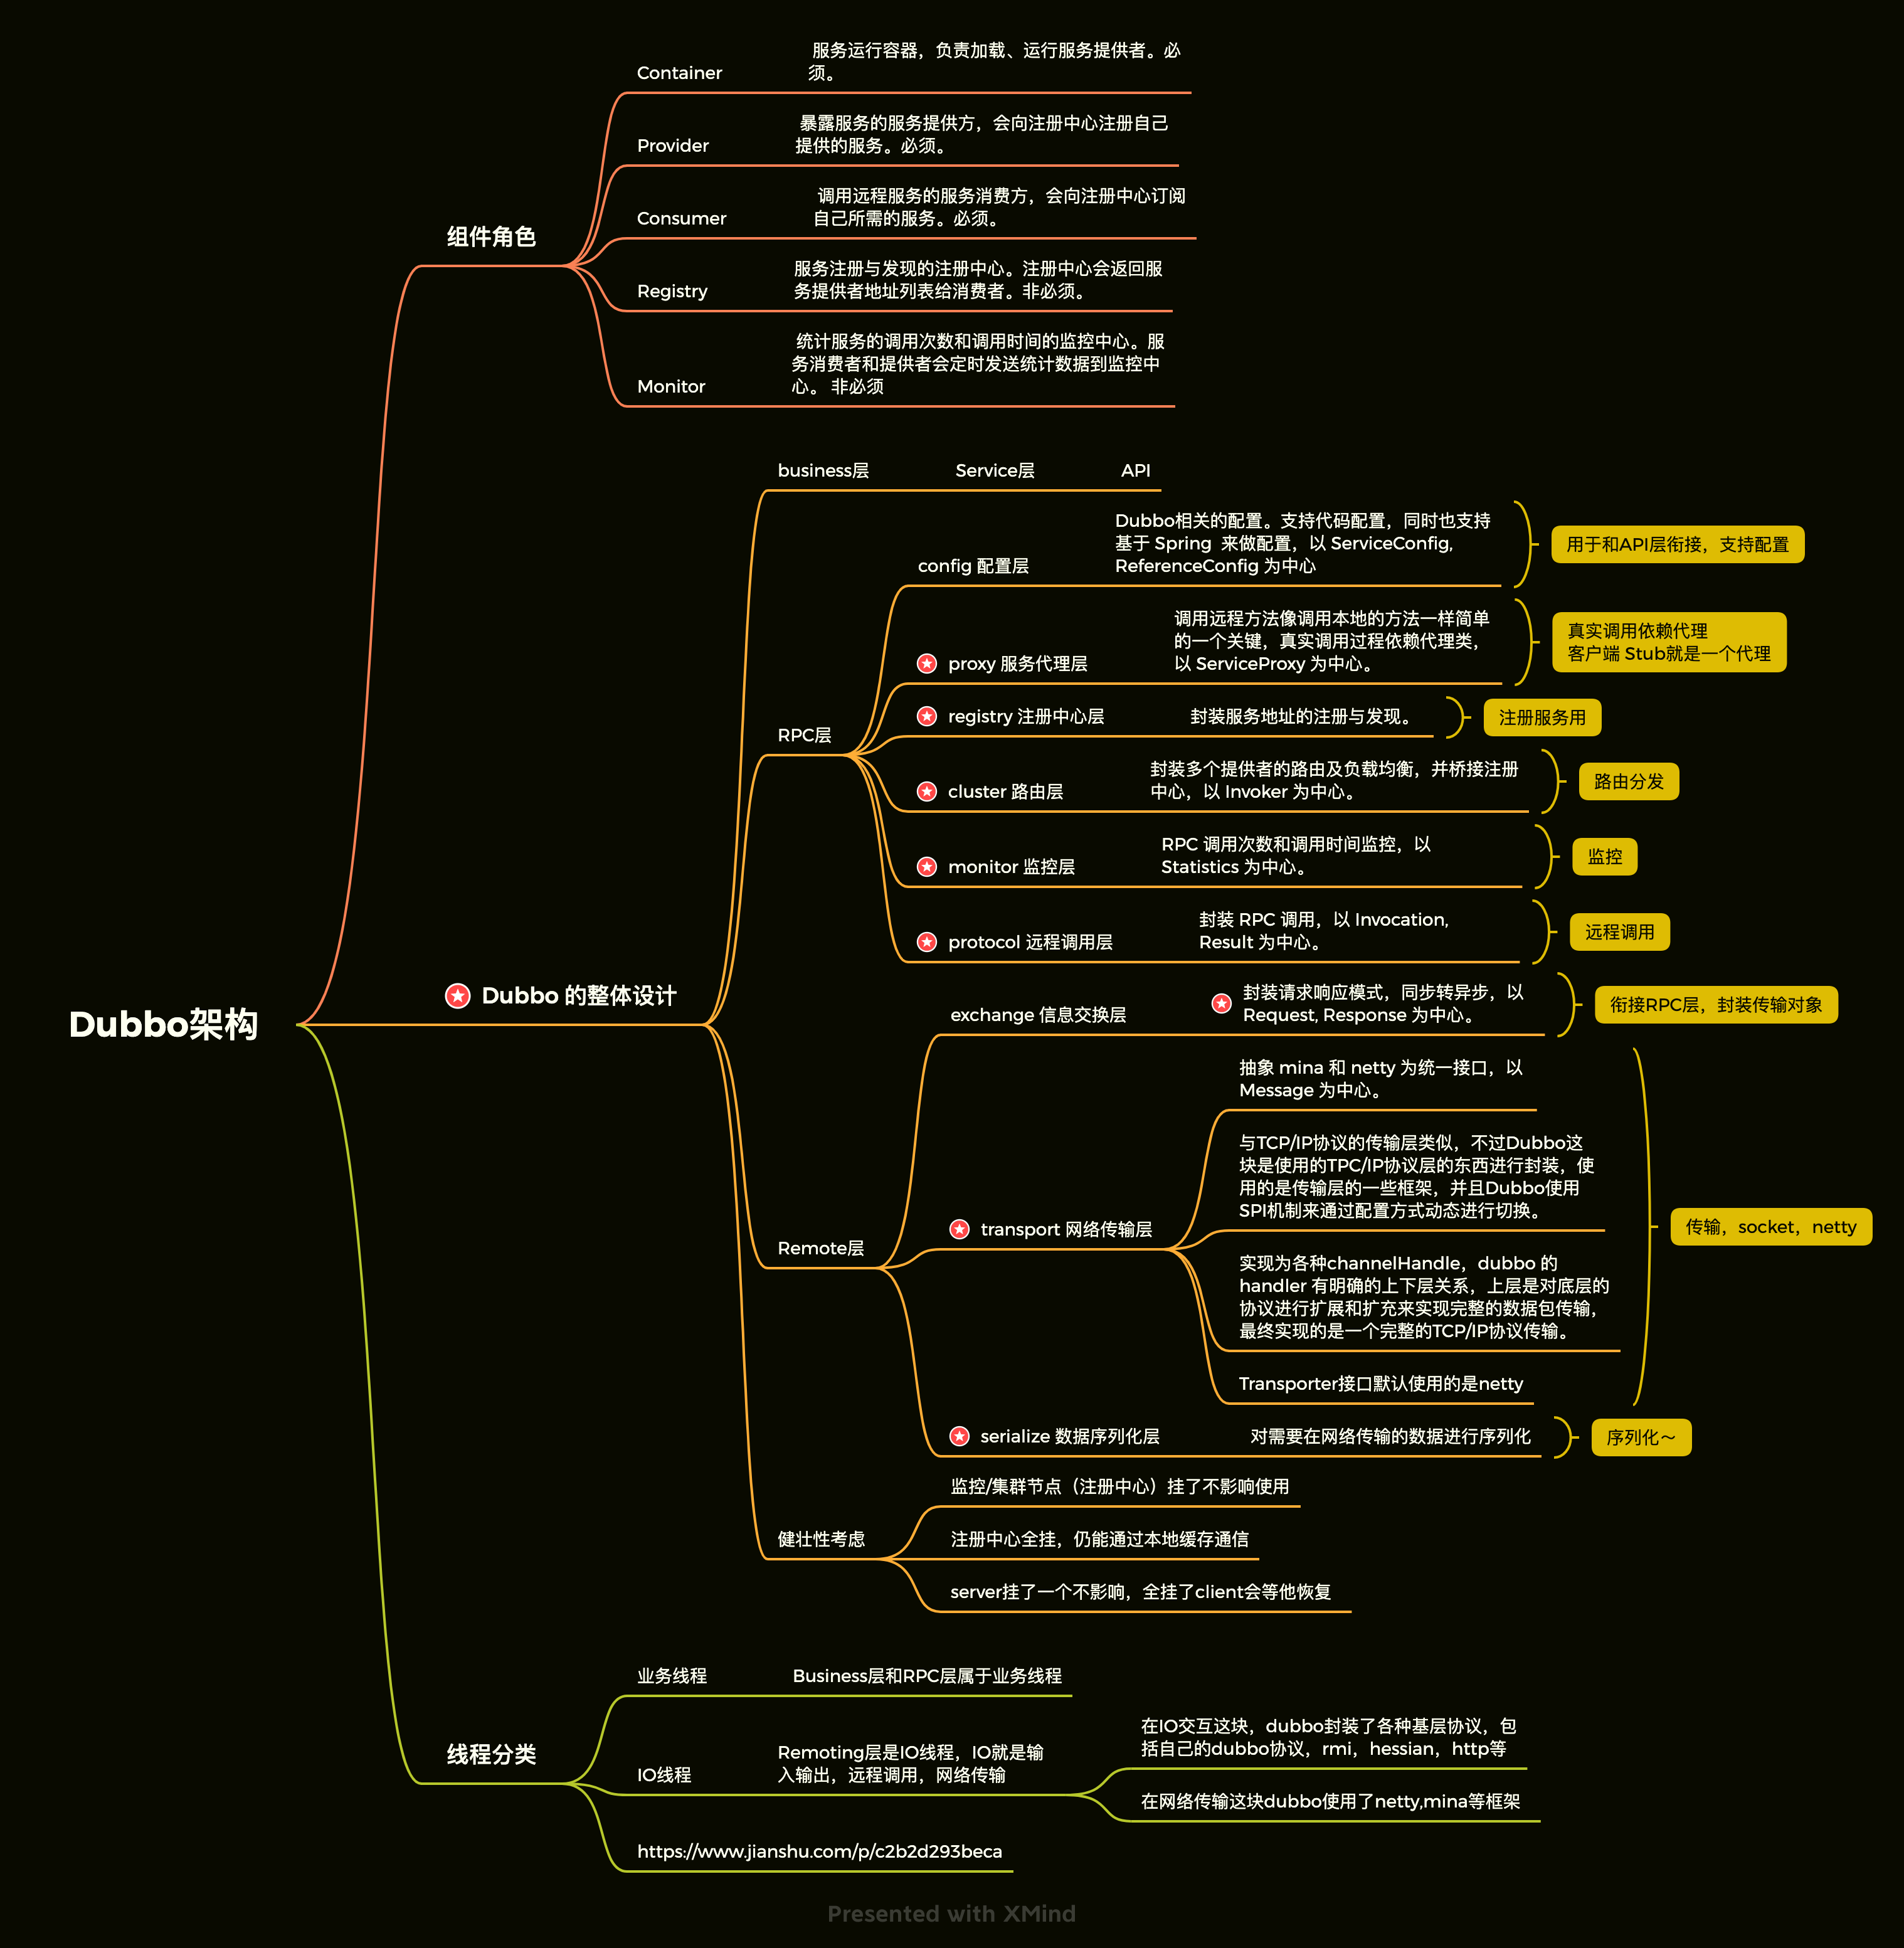 Dubbo架构
组件角色
Container
服务运行容器，负责加载、运行服务提供者。必
须。
Provider
暴露服务的服务提供方，会向注册中心注册自己
提供的服务。必须。
Consumer
调用远程服务的服务消费方，会向注册中心订阅
自己所需的服务。必须。
Registry
服务注册与发现的注册中心。注册中心会返回服
务提供者地址列表给消费者。非必须。
Monitor
统计服务的调用次数和调用时间的监控中心。服
务消费者和提供者会定时发送统计数据到监控中
心。 非必须
Dubbo 的整体设计
business层
Service层
API
RPC层
config 配置层
Dubbo相关的配置。支持代码配置，同时也支持
基于 Spring 来做配置，以 ServiceConfig,
ReferenceConfig 为中心
用于和API层衔接，支持配置
proxy 服务代理层
调用远程方法像调用本地的方法一样简单
的一个关键，真实调用过程依赖代理类，
以 ServiceProxy 为中心。
真实调用依赖代理
客户端 Stub就是一个代理
registry 注册中心层
封装服务地址的注册与发现。
注册服务用
cluster 路由层
封装多个提供者的路由及负载均衡，并桥接注册
中心，以 Invoker 为中心。
路由分发
monitor 监控层
RPC 调用次数和调用时间监控，以
Statistics 为中心。
监控
protocol 远程调用层
封装 RPC 调用，以 Invocation,
Result 为中心。
远程调用
Remote层
exchange 信息交换层
封装请求响应模式，同步转异步，以
Request, Response 为中心。
衔接RPC层，封装传输对象
transport 网络传输层
抽象 mina 和 netty 为统一接口，以
Message 为中心。
与TCP/IP协议的传输层类似，不过Dubbo这
块是使用的TPC/IP协议层的东西进行封装，使
用的是传输层的一些框架，并且Dubbo使用
SPI机制来通过配置方式动态进行切换。
实现为各种channelHandle，dubbo 的
handler 有明确的上下层关系，上层是对底层的
协议进行扩展和扩充来实现完整的数据包传输，
最终实现的是一个完整的TCP/IP协议传输。
Transporter接口默认使用的是netty
传输，socket，netty
serialize 数据序列化层
对需要在网络传输的数据进行序列化
序列化～
健壮性考虑
监控/集群节点（注册中心）挂了不影响使用
注册中心全挂，仍能通过本地缓存通信
server挂了一个不影响，全挂了client会等他恢复
线程分类
业务线程
Business层和RPC层属于业务线程
IO线程
Remoting层是IO线程，IO就是输
入输出，远程调用，网络传输
在IO交互这块，dubbo封装了各种基层协议，包
括自己的dubbo协议，rmi，hessian，http等
在网络传输这块dubbo使用了netty,mina等框架
https://www.jianshu.com/p/c2b2d293beca
Presented with XMind